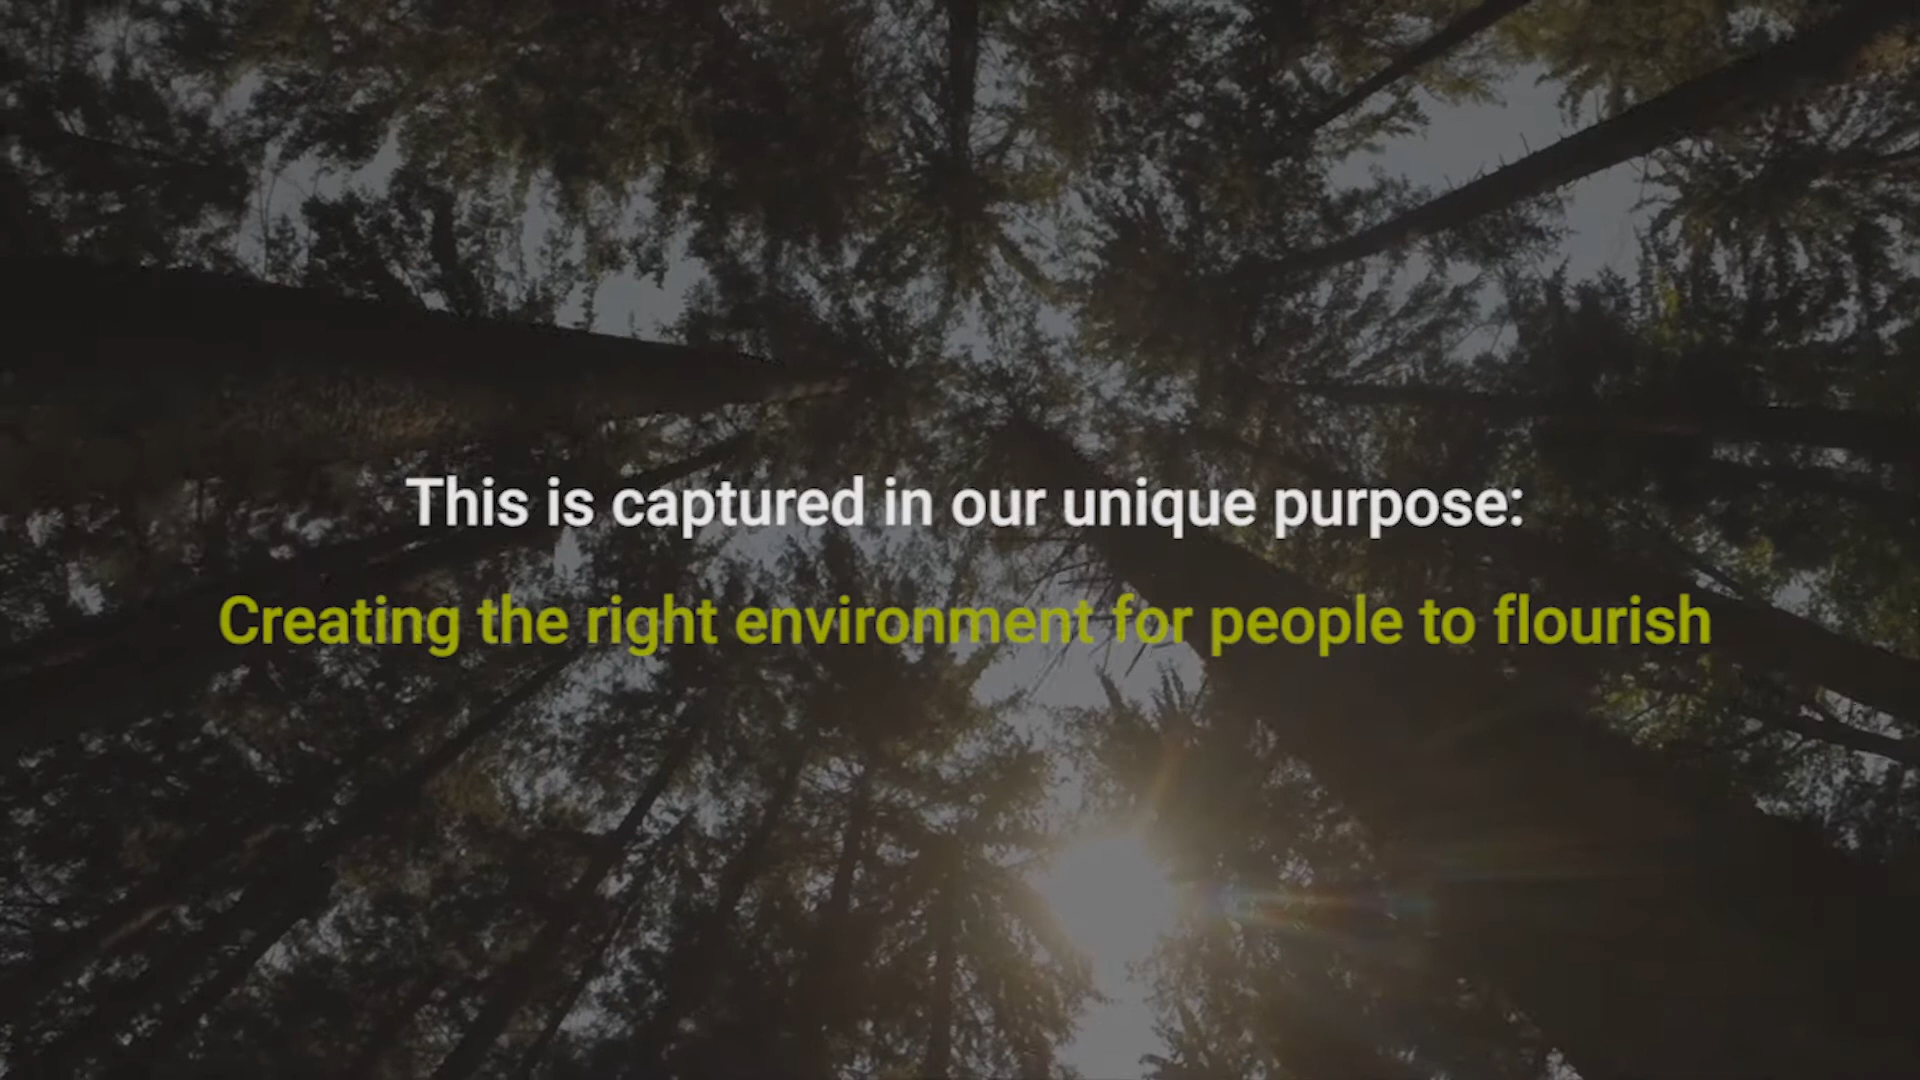 This is captured in our unique purpose:
Creating the right environment for people to flourish